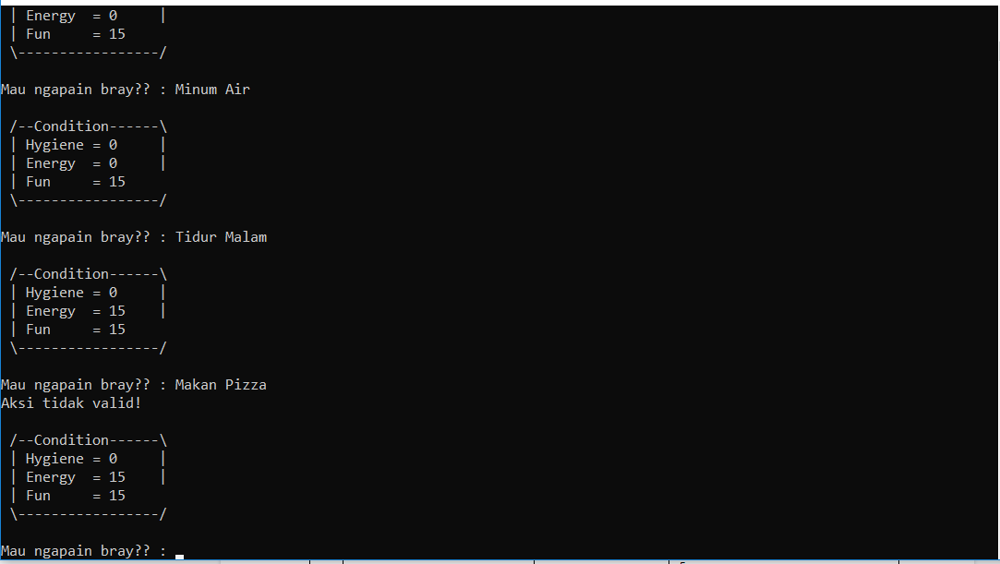 | Energy  = 0     |
| Fun     = 15
\-----------------/
Mau ngapain bray?? : Minum Air
/--Condition------\
| Hygiene = 0     |
| Energy  = 0     |
| Fun     = 15
\-----------------/
Mau ngapain bray?? : Tidur Malam
/--Condition------\
| Hygiene = 0     |
| Energy  = 15    |
| Fun     = 15
\-----------------/
Mau ngapain bray?? : Makan Pizza
Aksi tidak valid!
/--Condition------\
| Hygiene = 0     |
| Energy  = 15    |
| Fun     = 15
\-----------------/
Mau ngapain bray?? :